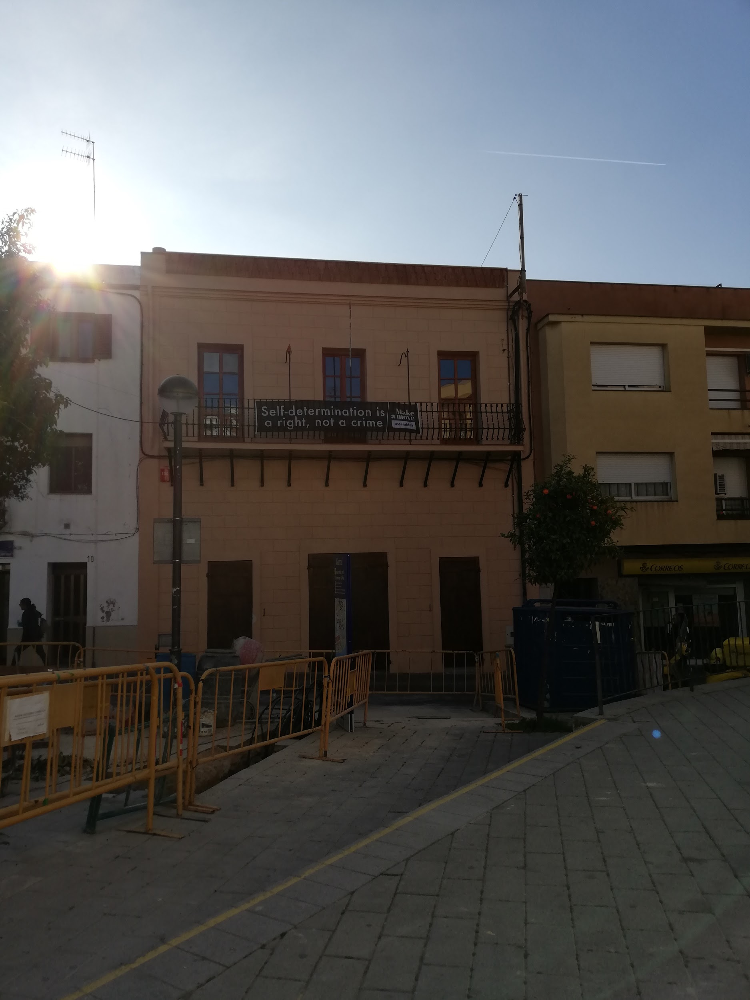 Self-determination is
a right, not a crime
Make
a move
assemblea
10
CORREOS
CORREOS